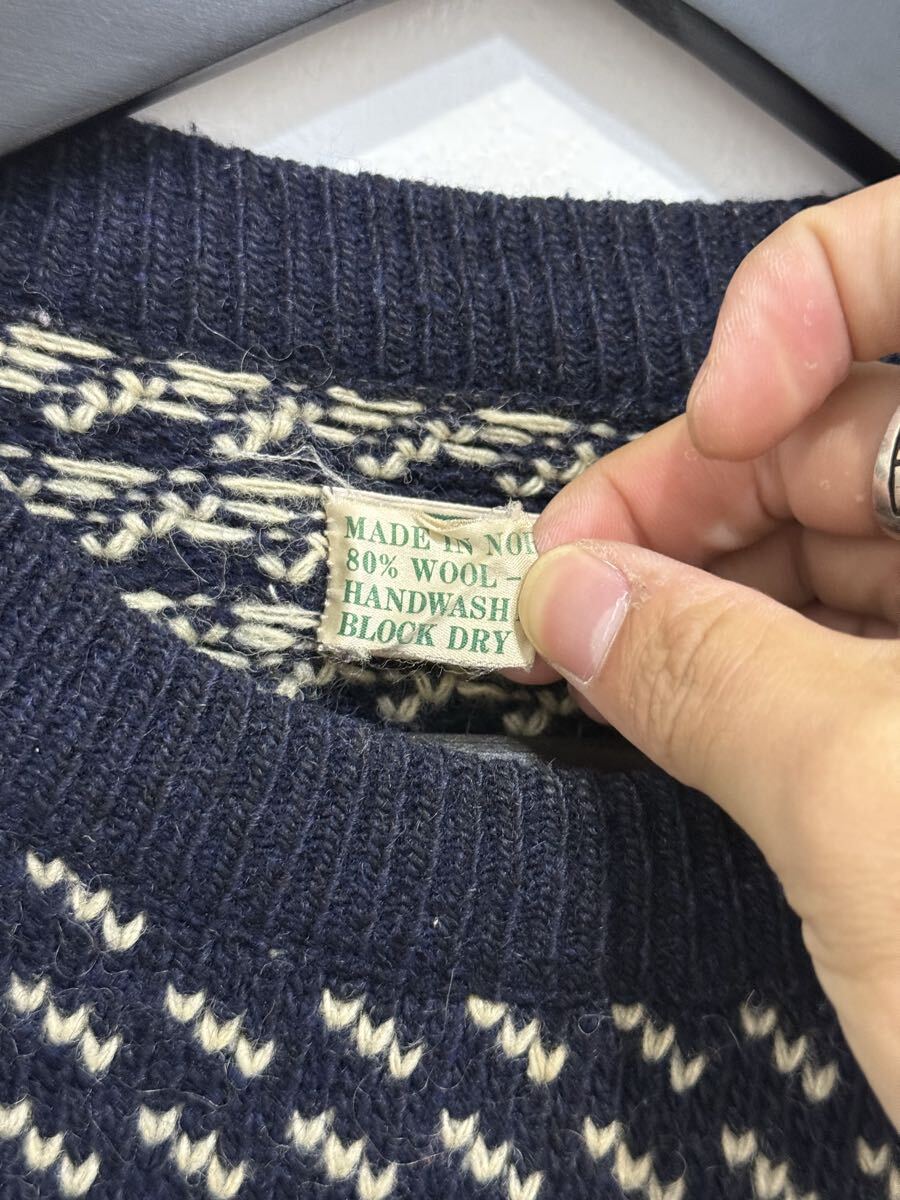 MADE IN NO
80% WOOL –
HANDWASH
BLOCK DRY